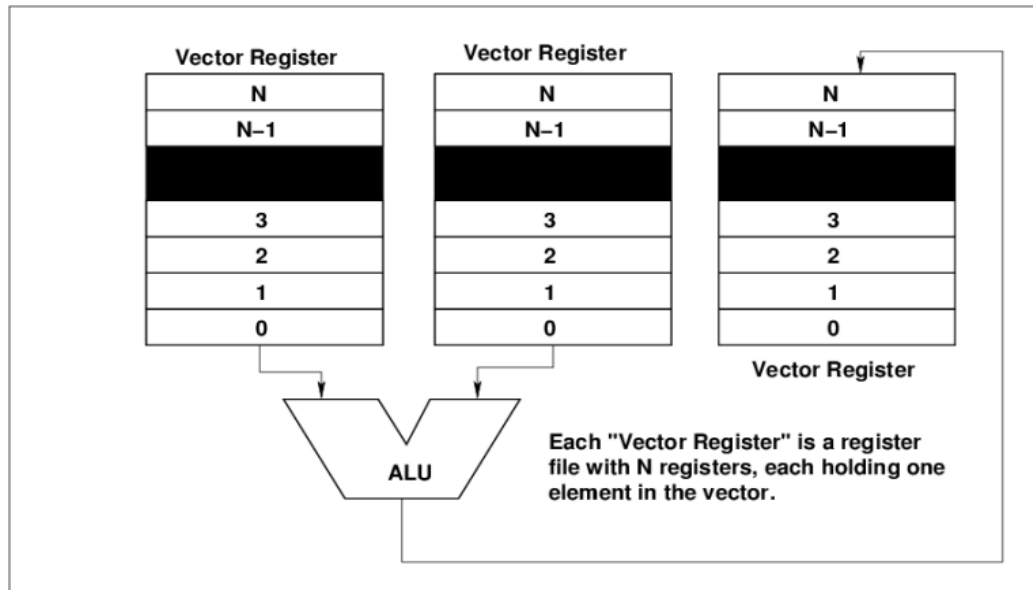 Vector Register
N
N−1
3
2
1
0
Vector Register
N
N−1
3
2
1
0
N
N−1
3
2
1
0
Vector Register
ALU
Each "Vector Register" is a register
file with N registers, each holding one
element in the vector.